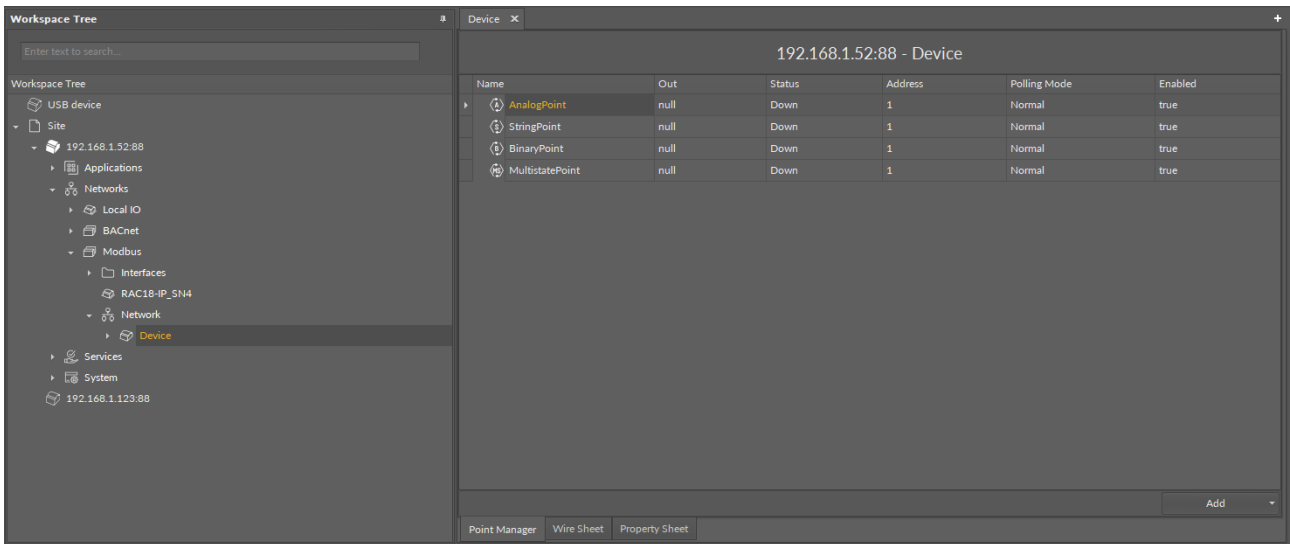 Workspace Tree
Enter text to search...
Workspace Tree
USB device
Site
192.168.1.52:88
Applications
Networks
Local IO
BACnet
Modbus
Interfaces
RAC18-IP_SN4
Network
Device
Services
System
192.168.1.123:88
Device
192.168.1.52:88 - Device
Name Out Status Address Polling Mode Enabled
A AnalogPoint null Down 1 Normal true
S StringPoint null Down 1 Normal true
B BinaryPoint null Down 1 Normal true
MS MultistatePoint null Down 1 Normal true
Add
Point Manager Wire Sheet Property Sheet